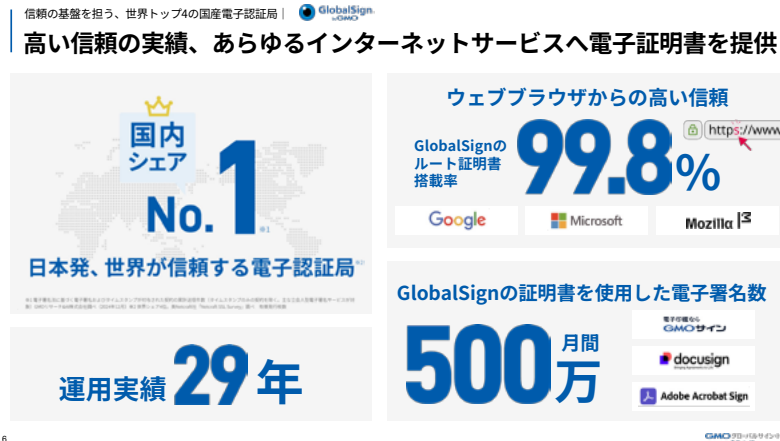 信頼の基盤を担う、世界トップ4の国産電子認証局｜ GlobalSign. by GMO
高い信頼の実績、あらゆるインターネットサービスへ電子証明書を提供
国内
シェア
No.1 ※1
日本発、世界が信頼する電子認証局 ※2
運用実績 29年
ウェブブラウザからの高い信頼
GlobalSignの
ルート証明書
搭載率
99.8%
https://www
Google
Microsoft
Mozilla
GlobalSignの証明書を使用した電子署名数
500万
月間
電子印鑑なら
GMOサイン
docusign
Adobe Acrobat Sign
6
GMOグローバルサイン